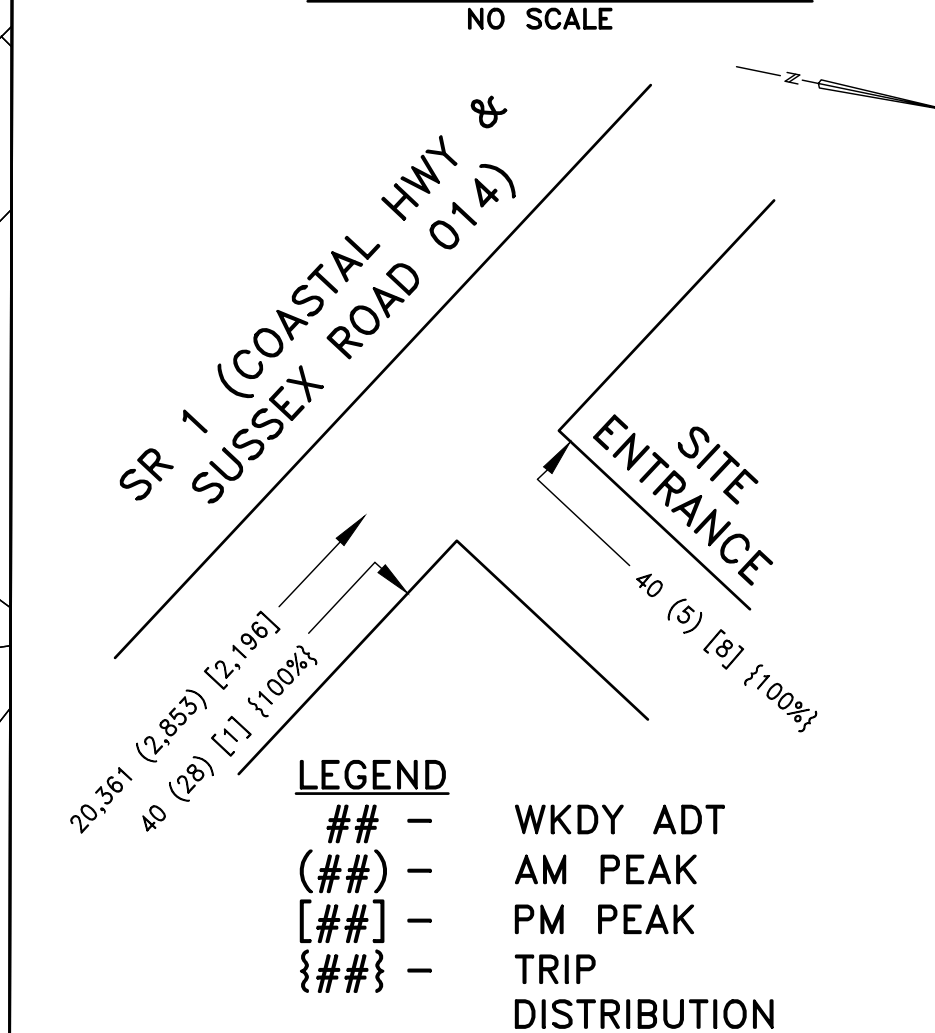 NO SCALE
N
SR 1 (COASTAL HWY &
SUSSEX ROAD 014)
SITE
ENTRANCE
20,361 (2,853) [2,196]
40 (28) [1] {100%}
40 (5) [8] {100%}
LEGEND
## - WKDY ADT
(##) - AM PEAK
[##] - PM PEAK
{##} - TRIP
DISTRIBUTION